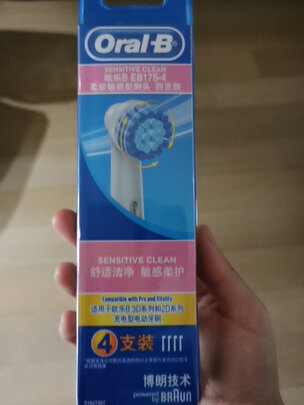 Oral-B
SENSITIVE CLEAN
欧乐B EB17S-4
柔软敏感型刷头 四支装
SENSITIVE CLEAN
舒适洁净 敏感柔护
Compatible with Pro and Vitality
适用于欧乐B 3D系列和2D系列
充电型电动牙刷
4支装
博朗技术
powered by BRAUN